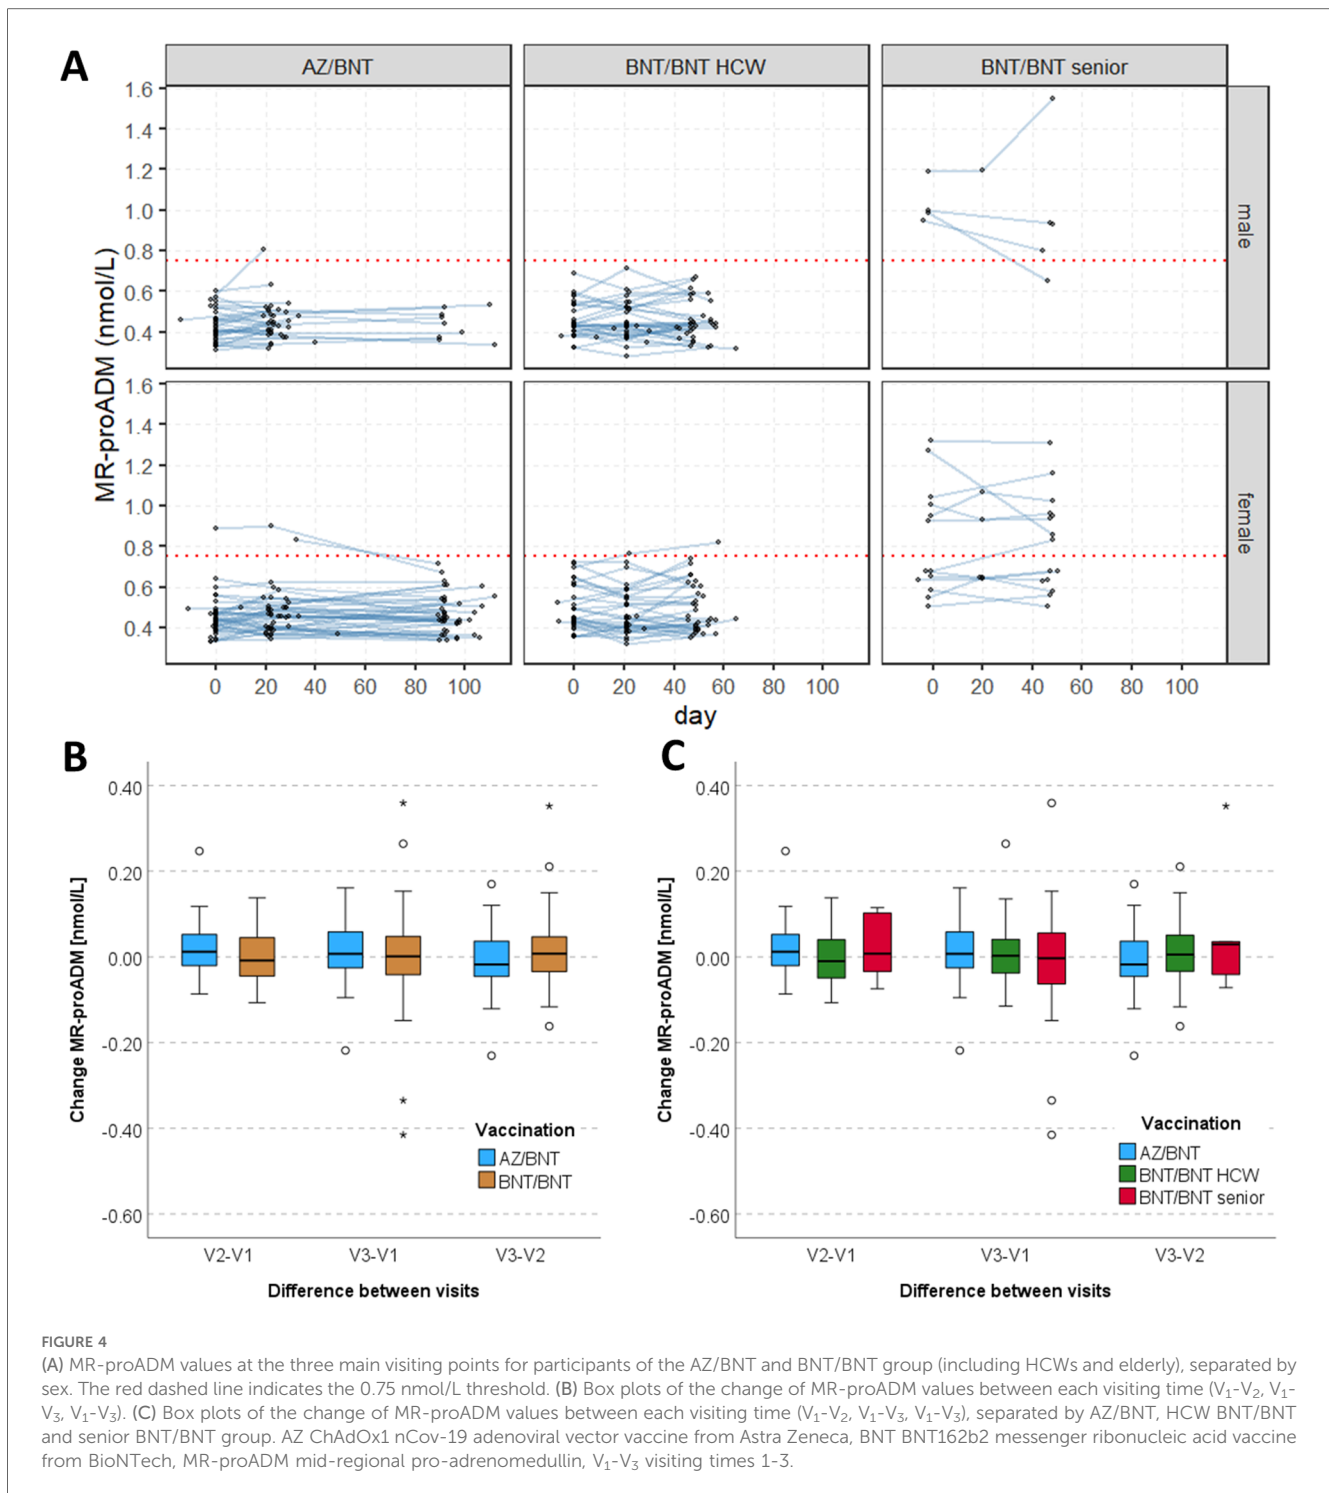 A
AZ/BNT
BNT/BNT HCW
BNT/BNT senior
MR-proADM (nmol/L)
1.6
1.4
1.2
1.0
0.8
0.6
0.4
male
1.6
1.4
1.2
1.0
0.8
0.6
0.4
female
0 20 40 60 80 100
0 20 40 60 80 100
0 20 40 60 80 100
day
B
Change MR-proADM [nmol/L]
0.40
0.20
0.00
-0.20
-0.40
-0.60
Vaccination
AZ/BNT
BNT/BNT
V2-V1 V3-V1 V3-V2
Difference between visits
C
Change MR-proADM [nmol/L]
0.40
0.20
0.00
-0.20
-0.40
-0.60
Vaccination
AZ/BNT
BNT/BNT HCW
BNT/BNT senior
V2-V1 V3-V1 V3-V2
Difference between visits
FIGURE 4
(A) MR-proADM values at the three main visiting points for participants of the AZ/BNT and BNT/BNT group (including HCWs and elderly), separated by
sex. The red dashed line indicates the 0.75 nmol/L threshold. (B) Box plots of the change of MR-proADM values between each visiting time (V1-V2, V1-
V3, V1-V3). (C) Box plots of the change of MR-proADM values between each visiting time (V1-V2, V1-V3, V1-V3), separated by AZ/BNT, HCW BNT/BNT
and senior BNT/BNT group. AZ ChAdOx1 nCov-19 adenoviral vector vaccine from Astra Zeneca, BNT BNT162b2 messenger ribonucleic acid vaccine
from BioNTech, MR-proADM mid-regional pro-adrenomedullin, V1-V3 visiting times 1-3.